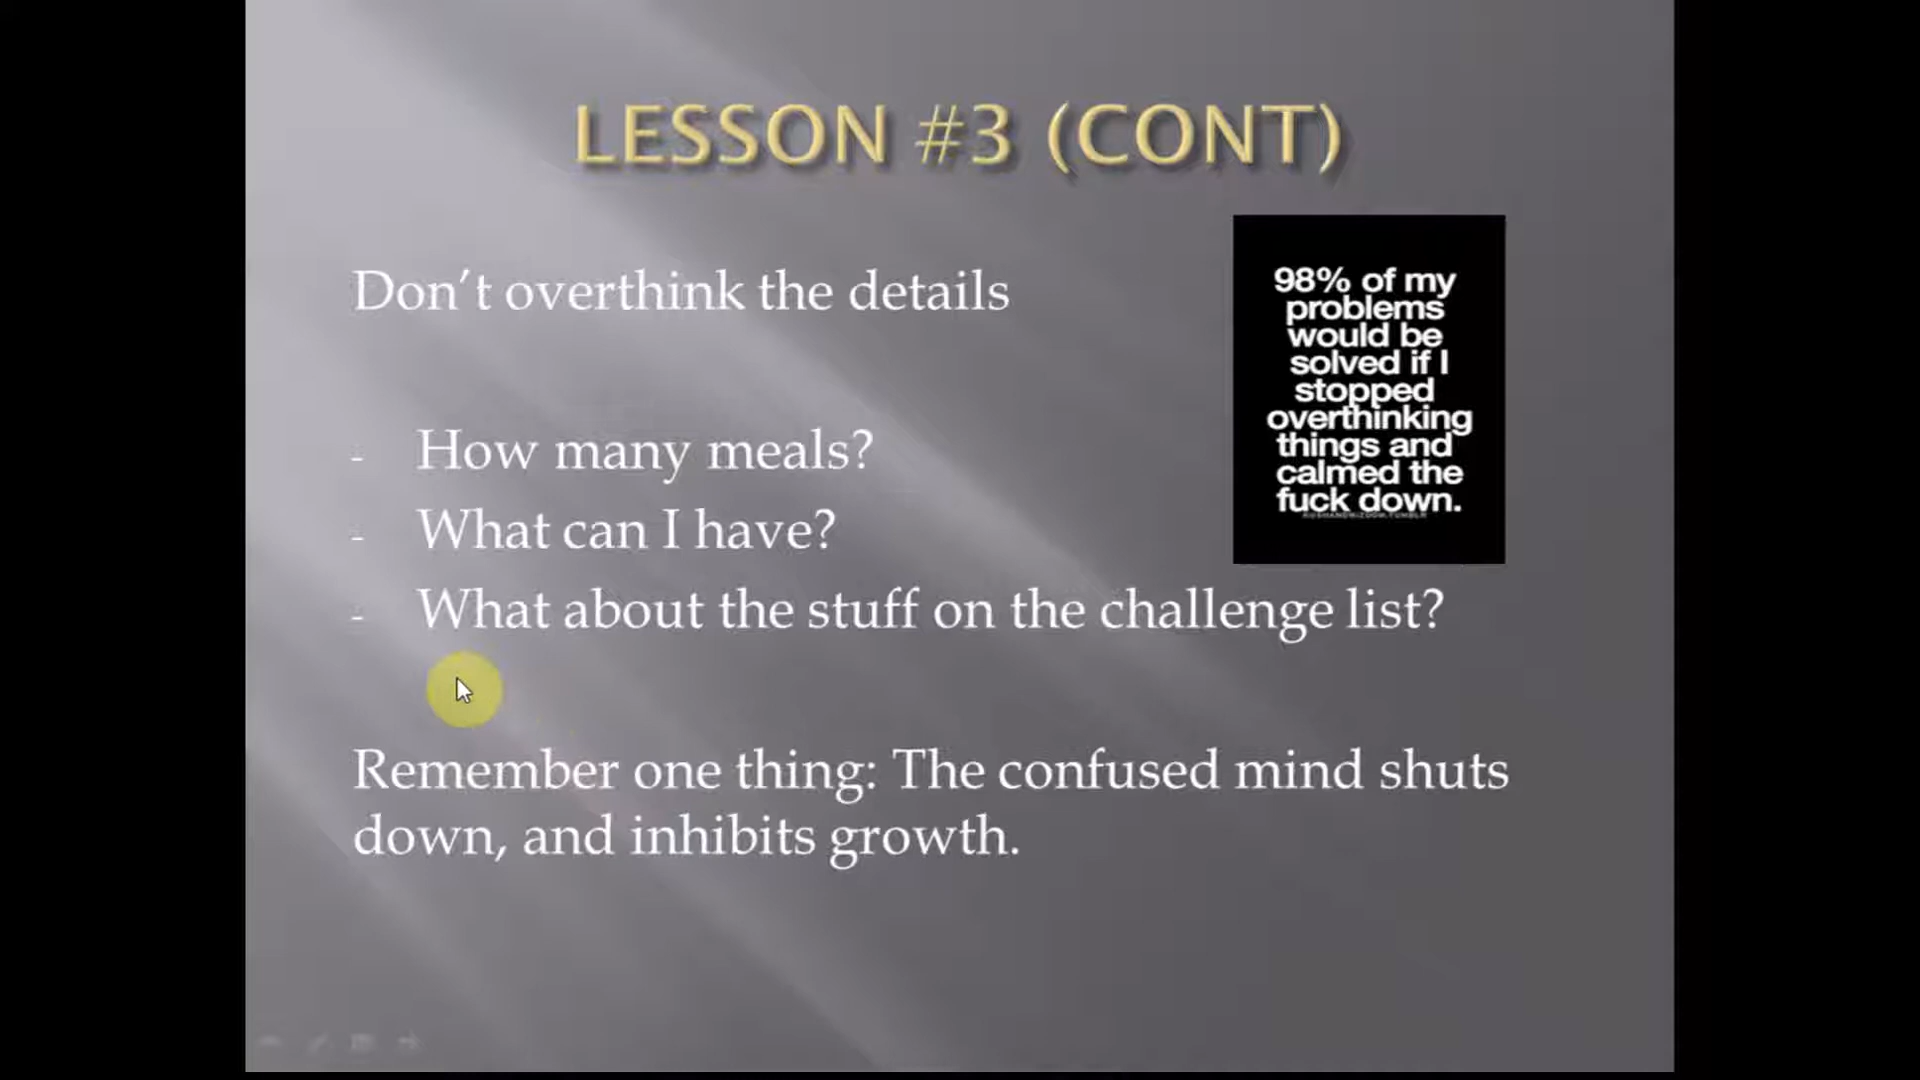 LESSON #3 (CONT)
Don’t overthink the details
- How many meals?
- What can I have?
- What about the stuff on the challenge list?
Remember one thing: The confused mind shuts
down, and inhibits growth.
98% of my
problems
would be
solved if I
stopped
overthinking
things and
calmed the
fuck down.